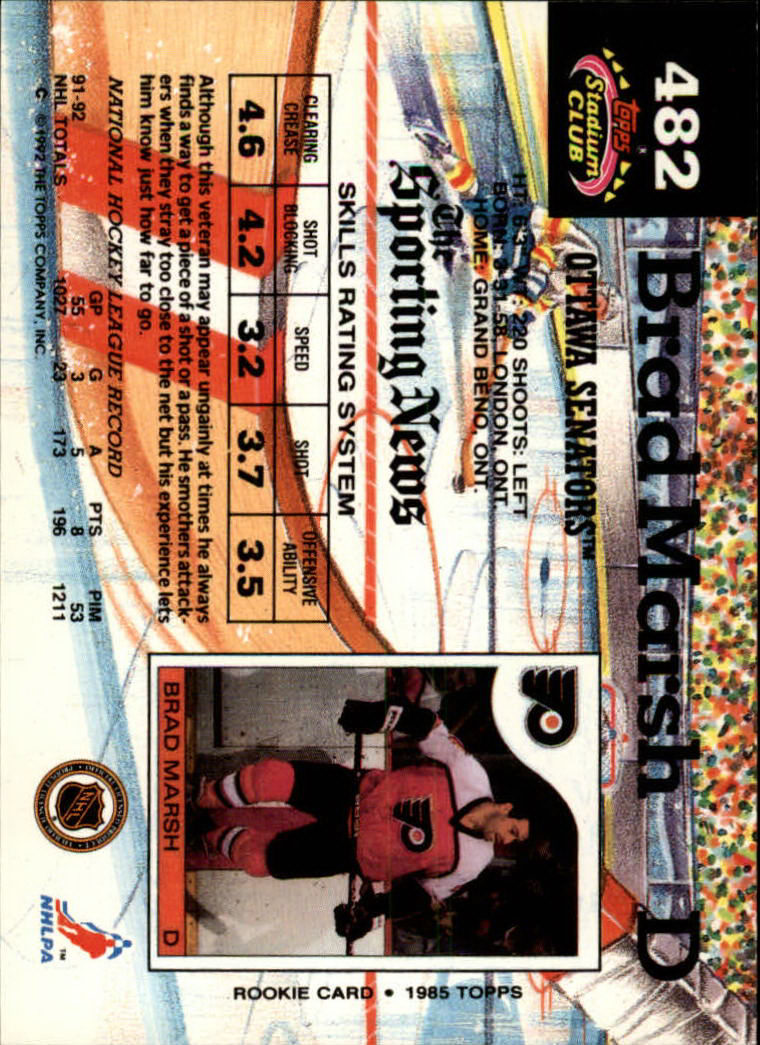 482
Topps
Stadium
CLUB
Brad Marsh D
OTTAWA SENATORS™
HT: 6-3 WT: 220 SHOOTS: LEFT
BORN: 3-31-58, LONDON, ONT.
HOME: GRAND BEND, ONT.
The
Sporting News
SKILLS RATING SYSTEM
CLEARING CREASE
SHOT BLOCKING
SPEED
SHOT
OFFENSIVE ABILITY
4.6 4.2 3.2 3.7 3.5
Although this veteran may appear ungainly at times he always
finds a way to get a piece of a shot or a pass. He smothers attack-
ers when they stray too close to the net but his experience lets
him know just how far to go.
NATIONAL HOCKEY LEAGUE RECORD
GP G A PTS PIM
91-92 55 3 5 8 53
NHL TOTALS 1027 23 173 196 1211
C ©1992 THE TOPPS COMPANY, INC.
BRAD MARSH D
ROOKIE CARD • 1985 TOPPS
NHL
NHLPA™